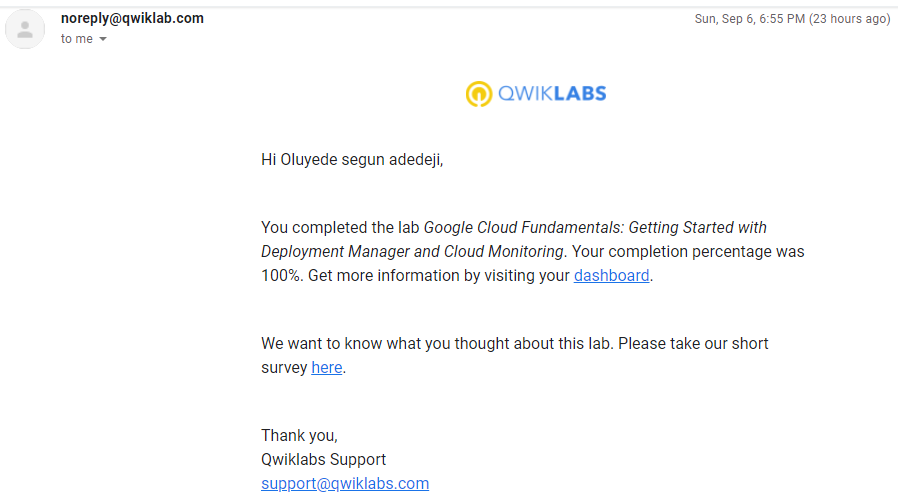 noreply@qwiklab.com
Sun, Sep 6, 6:55 PM (23 hours ago)
to me
QWIKLABS
Hi Oluyede segun adedeji,
You completed the lab Google Cloud Fundamentals: Getting Started with
Deployment Manager and Cloud Monitoring. Your completion percentage was
100%. Get more information by visiting your dashboard.
We want to know what you thought about this lab. Please take our short
survey here.
Thank you,
Qwiklabs Support
support@qwiklabs.com